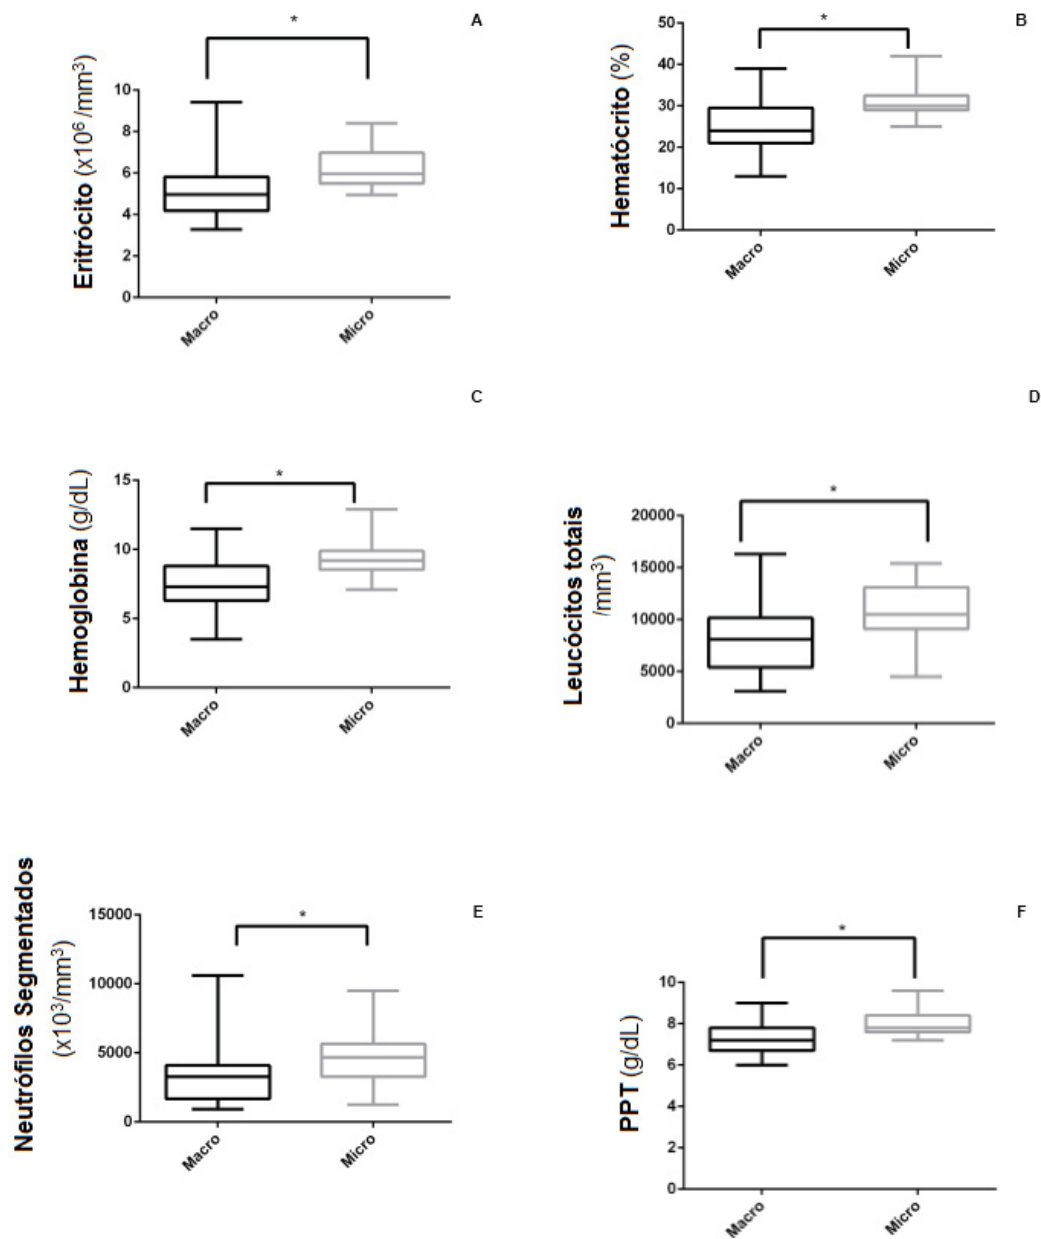 A
*
Eritrócito (x10⁶ /mm³)
10
8
6
4
2
0
Macro
Micro
B
*
Hematócrito (%)
50
40
30
20
10
0
Macro
Micro
C
*
Hemoglobina (g/dL)
15
10
5
0
Macro
Micro
D
*
Leucócitos totais
/mm³)
20000
15000
10000
5000
0
Macro
Micro
E
*
Neutrófilos Segmentados
(x10³/mm³)
15000
10000
5000
0
Macro
Micro
F
*
PPT (g/dL)
10
8
6
4
2
0
Macro
Micro